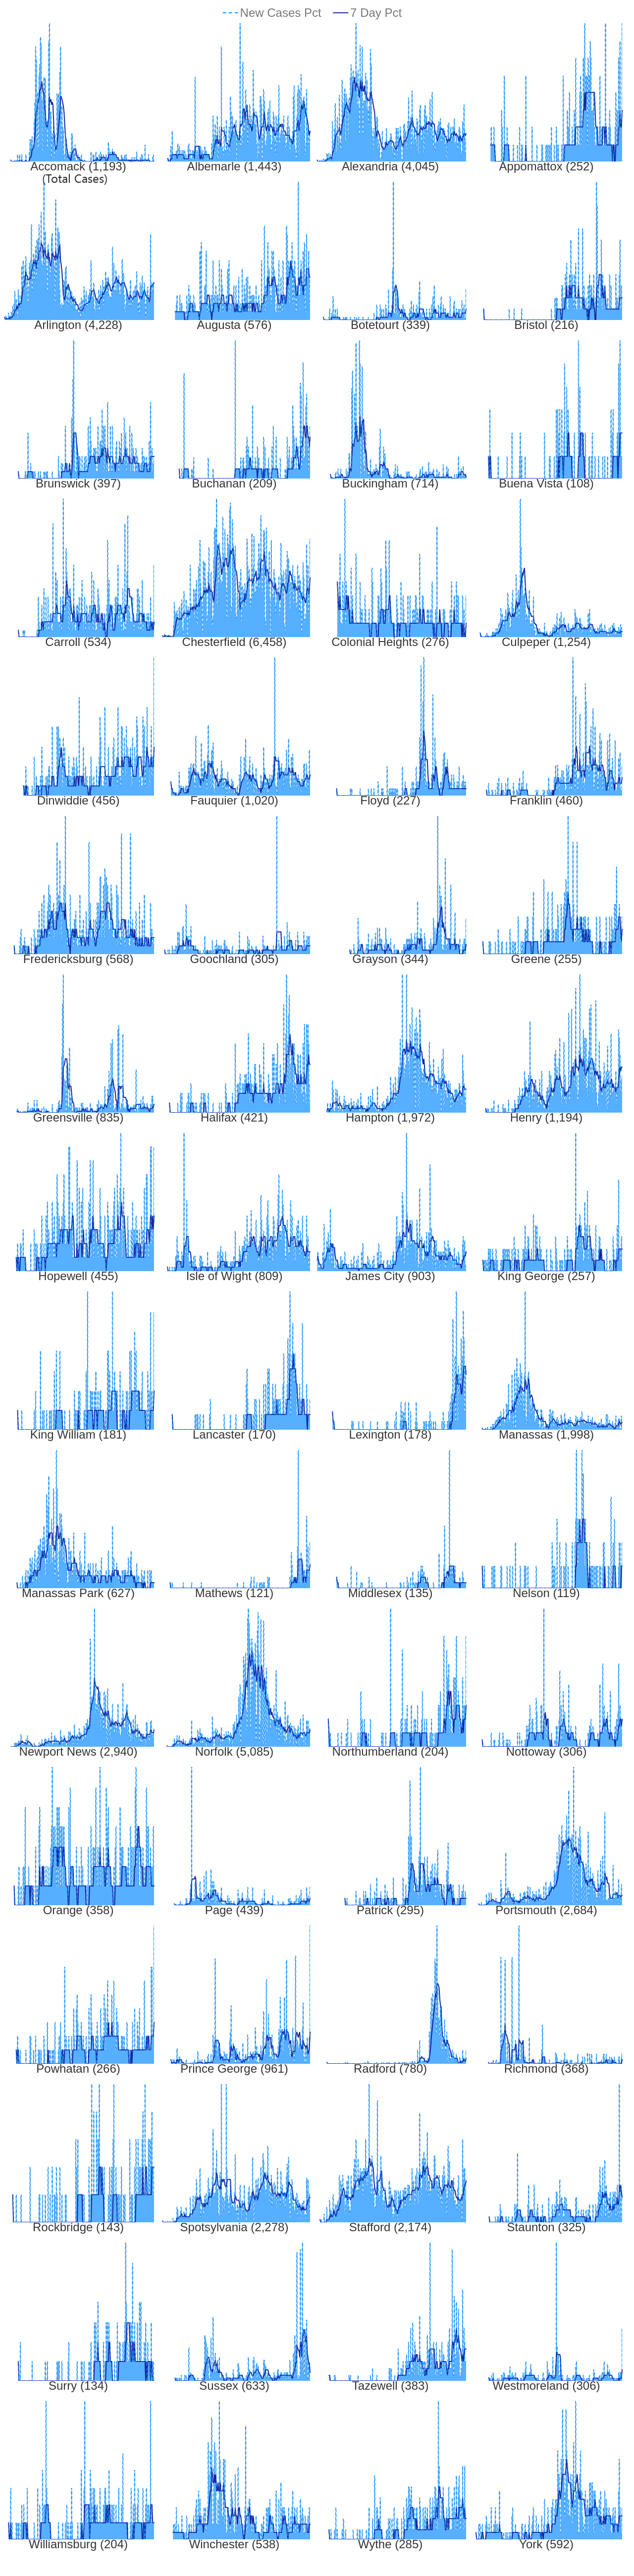 New Cases Pct 7 Day Pct
Accomack (1,193) Albemarle (1,443) Alexandria (4,045) Appomattox (252)
(Total Cases)
Arlington (4,228) Augusta (576) Botetourt (339) Bristol (216)
Brunswick (397) Buchanan (209) Buckingham (714) Buena Vista (108)
Carroll (534) Chesterfield (6,458) Colonial Heights (276) Culpeper (1,254)
Dinwiddie (456) Fauquier (1,020) Floyd (227) Franklin (460)
Fredericksburg (568) Goochland (305) Grayson (344) Greene (255)
Greensville (835) Halifax (421) Hampton (1,972) Henry (1,194)
Hopewell (455) Isle of Wight (809) James City (903) King George (257)
King William (181) Lancaster (170) Lexington (178) Manassas (1,998)
Manassas Park (627) Mathews (121) Middlesex (135) Nelson (119)
Newport News (2,940) Norfolk (5,085) Northumberland (204) Nottoway (306)
Orange (358) Page (439) Patrick (295) Portsmouth (2,684)
Powhatan (266) Prince George (961) Radford (780) Richmond (368)
Rockbridge (143) Spotsylvania (2,278) Stafford (2,174) Staunton (325)
Surry (134) Sussex (633) Tazewell (383) Westmoreland (306)
Williamsburg (204) Winchester (538) Wythe (285) York (592)